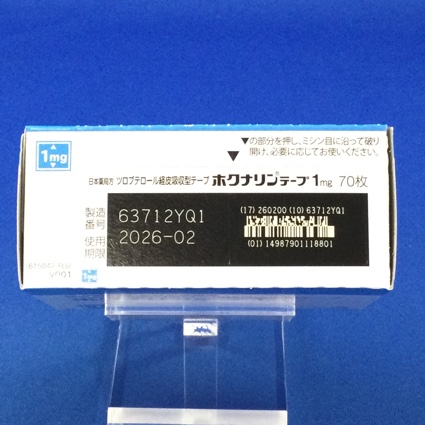 1mg
▼の部分を押し、ミシン目に沿って破り
開け、必要に応じてお使いください。
日本薬局方 ツロブテロール経皮吸収型テープ ホクナリン®テープ1mg 70枚
製造番号 63712YQ1
使用期限 2026-02
(17) 260200 (10) 63712YQ1
(01) 14987901118801
V001